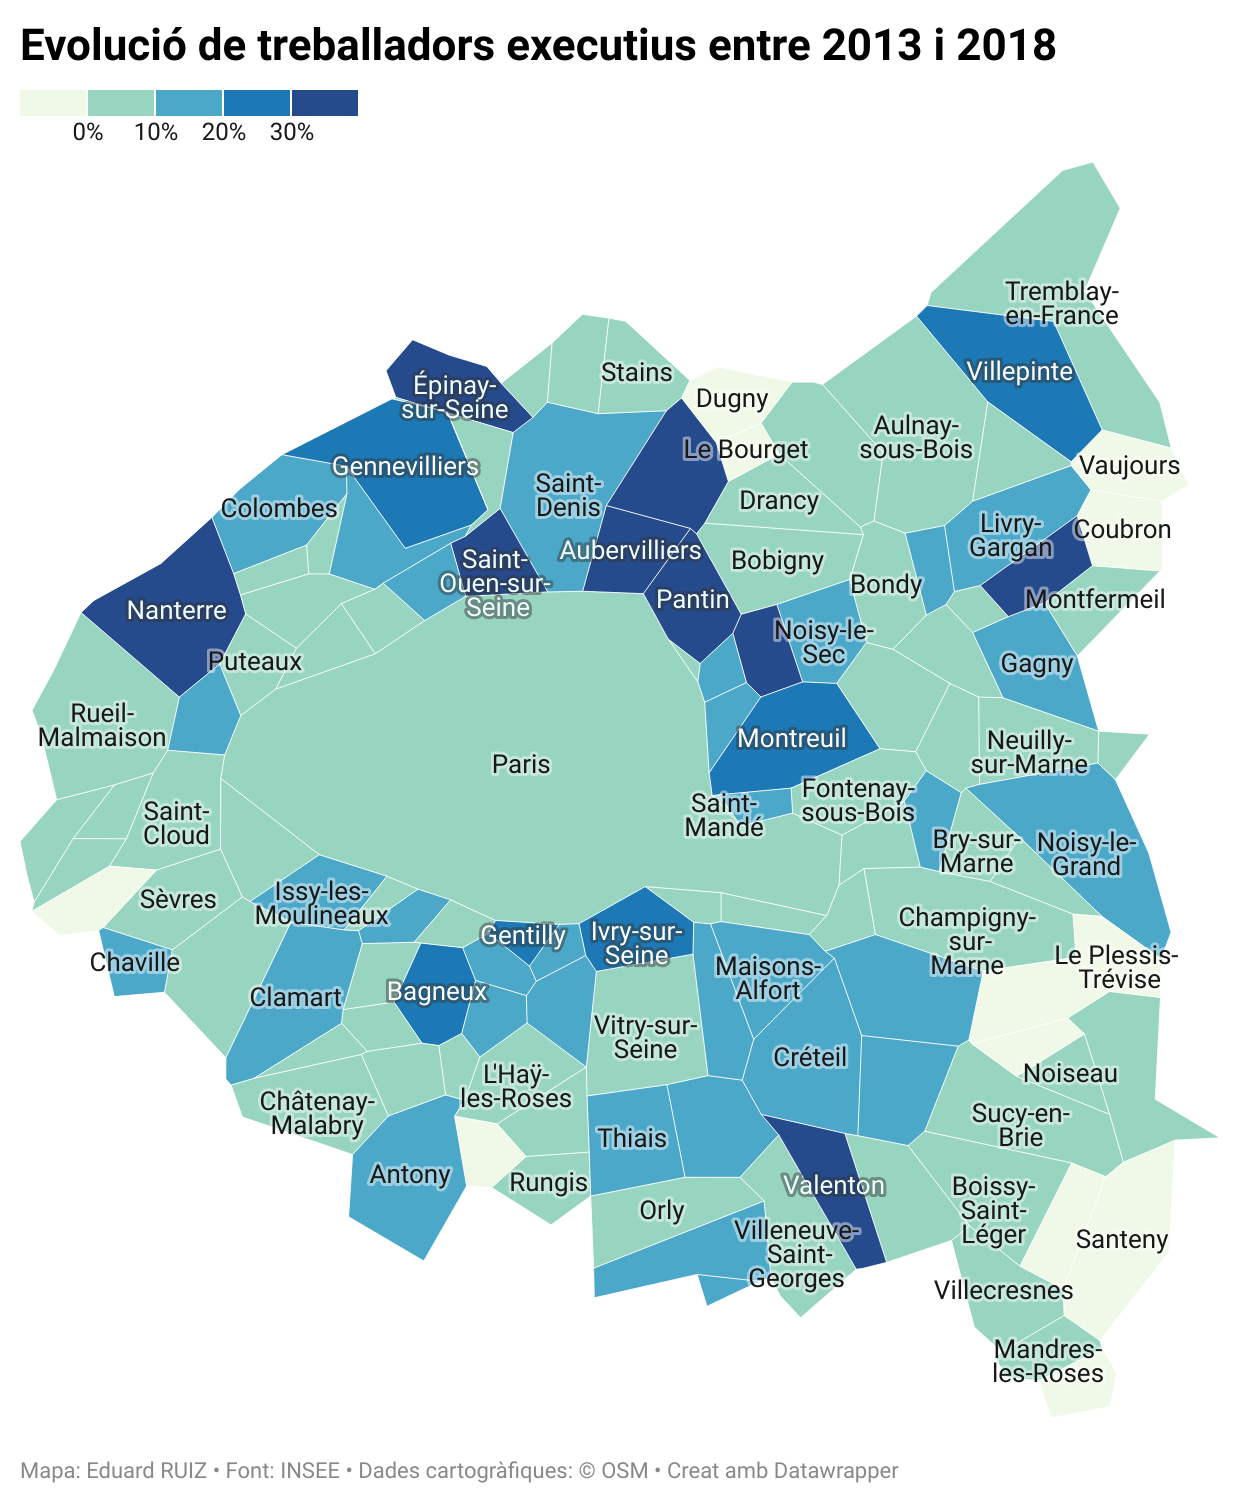 Evolució de treballadors executius entre 2013 i 2018
0% 10% 20% 30%
Tremblay-
en-France
Villepinte
Stains
Épinay-
sur-Seine
Dugny
Aulnay-
sous-Bois
Le Bourget
Vaujours
Gennevilliers
Saint-
Denis
Colombes
Drancy
Coubron
Livry-
Gargan
Aubervilliers
Bobigny
Saint-
Ouen-sur-
Seine
Bondy
Pantin
Montfermeil
Nanterre
Noisy-le-
Sec
Puteaux
Gagny
Rueil-
Malmaison
Montreuil
Neuilly-
sur-Marne
Paris
Saint-
Cloud
Saint-
Mandé
Fontenay-
sous-Bois
Bry-sur-
Marne
Noisy-le-
Grand
Sèvres
Issy-les-
Moulineaux
Gentilly
Ivry-sur-
Seine
Champigny-
sur-
Marne
Chaville
Le Plessis-
Trévise
Maisons-
Alfort
Clamart
Bagneux
Vitry-sur-
Seine
Créteil
Noiseau
L'Haÿ-
les-Roses
Châtenay-
Malabry
Sucy-en-
Brie
Thiais
Antony
Rungis
Valenton
Boissy-
Saint-
Léger
Orly
Villeneuve-
Saint-
Georges
Santeny
Villecresnes
Mandres-
les-Roses
Mapa: Eduard RUIZ • Font: INSEE • Dades cartogràfiques: © OSM • Creat amb Datawrapper